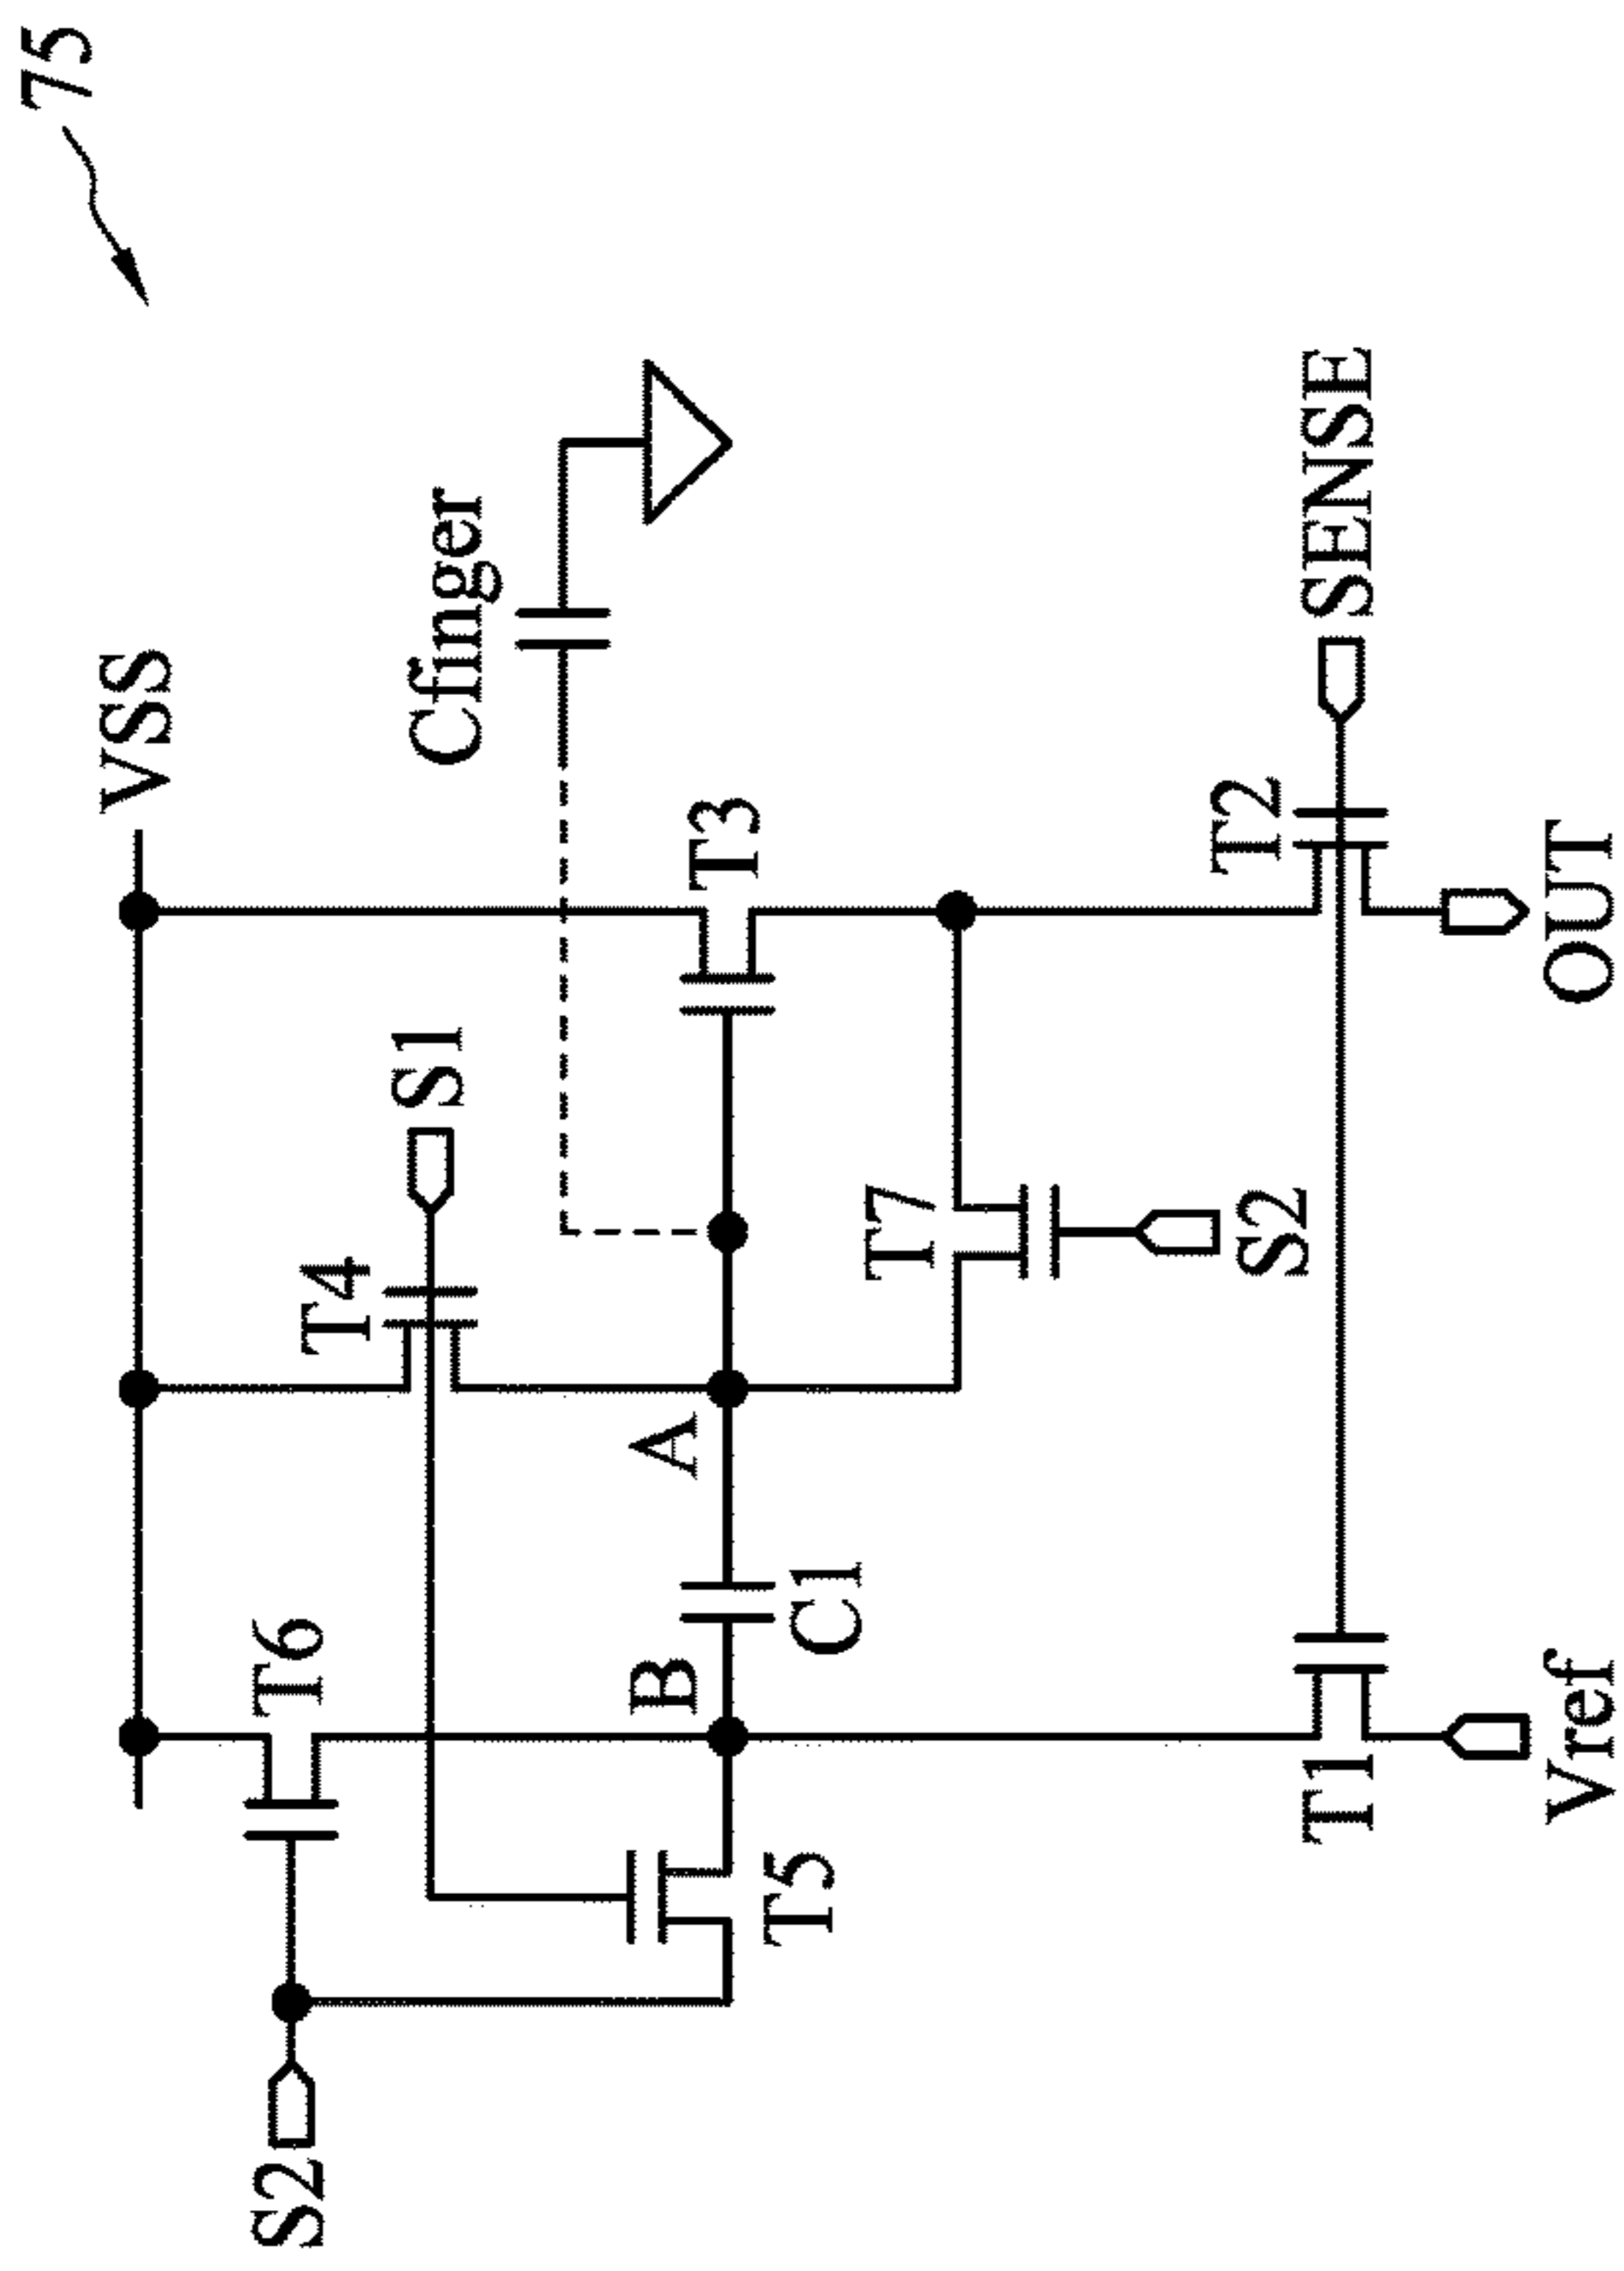 75
VSS
S2
T6
T4
S1
Cfinger
B
A
T3
T5
C1
T7
S2
T2
T1
SENSE
Vref
OUT